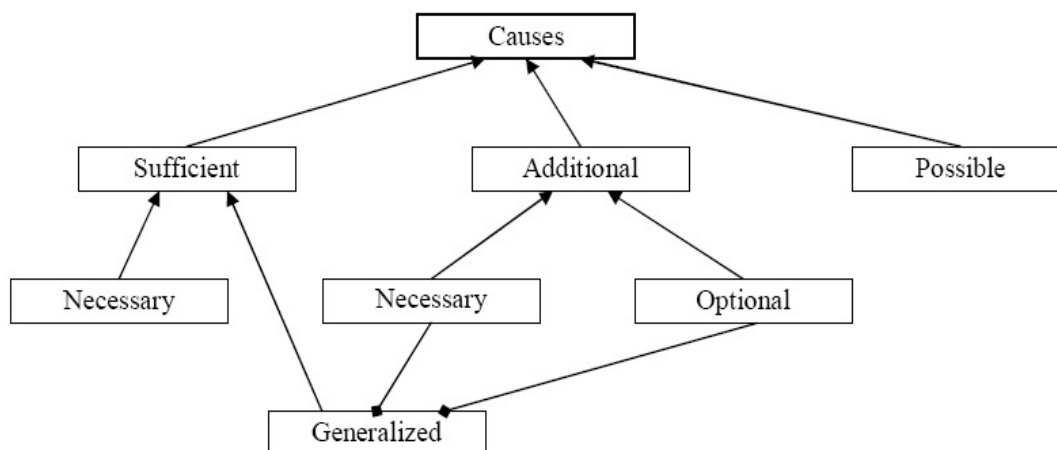 Causes
Sufficient
Additional
Possible
Necessary
Necessary
Optional
Generalized